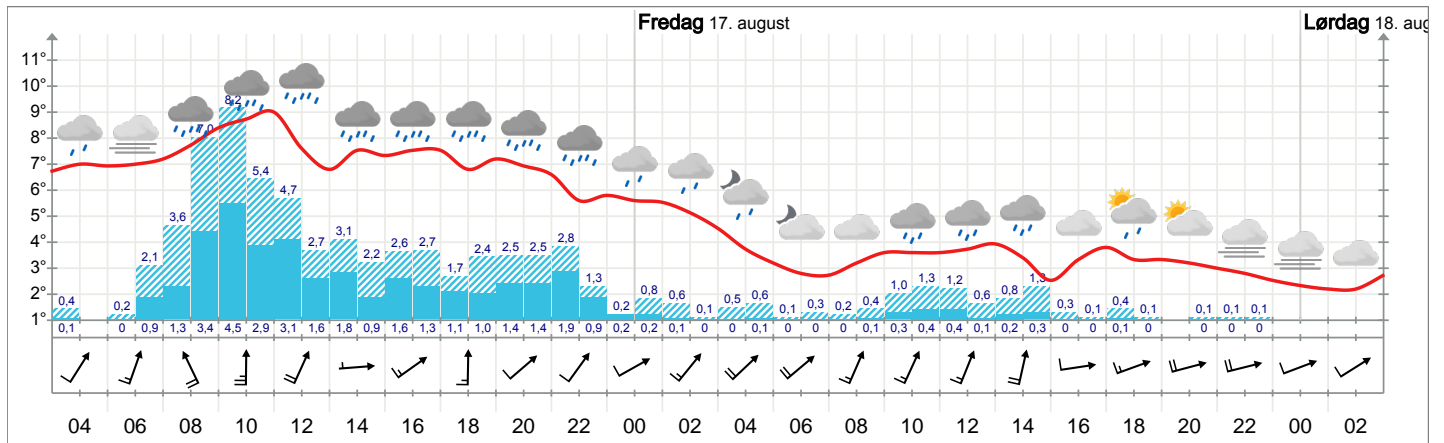 Fredag 17. august Lørdag 18. aug
11°
10°
9° 8,2
8° 7,0
7°
6° 5,4
5° 3,6 4,7
4° 2,1 2,7 3,1 2,2 2,6 2,7 1,7 2,4 2,5 2,5 2,8
3° 1,3
2° 0,4 0,2 0,2 0,8 0,6 0,1 0,5 0,6 0,1 0,3 0,2 0,4 1,0 1,3 1,2 0,6 0,8 1,3 0,3 0,1 0,4 0,1 0,1 0,1 0,1
1° 0,1 0 0,9 1,3 3,4 4,5 2,9 3,1 1,6 1,8 0,9 1,6 1,3 1,1 1,0 1,4 1,4 1,9 0,9 0,2 0,2 0,1 0 0 0,1 0 0 0 0,1 0,3 0,4 0,4 0,1 0,2 0,3 0 0 0,1 0 0 0 0
04 06 08 10 12 14 16 18 20 22 00 02 04 06 08 10 12 14 16 18 20 22 00 02